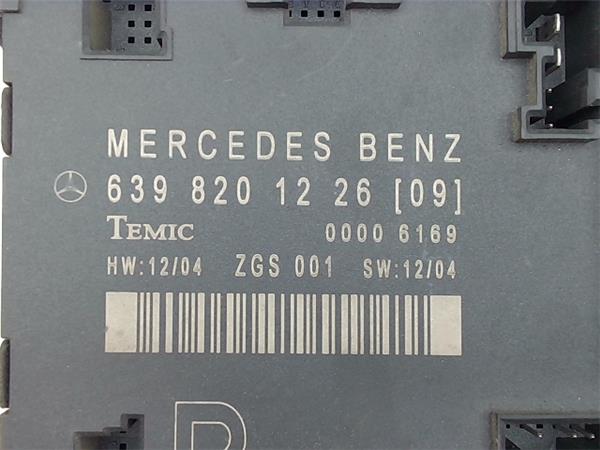 MERCEDES BENZ
639 820 12 26 [09]
TEMIC 0000 6169
HW:12/04 ZGS 001 SW:12/04
R